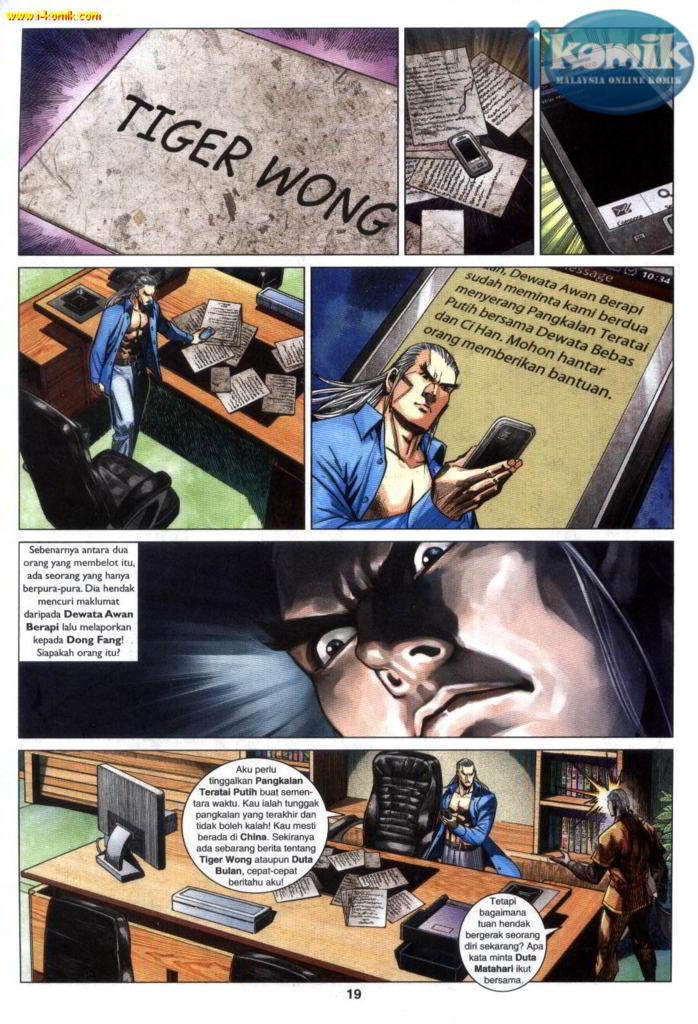 www.i-komik.com
i komik
MALAYSIA ONLINE KOMIK
TIGER WONG
10:34
Dewata Awan Berapi
sudah meminta kami berdua
menyerang Pangkalan Teratai
Putih bersama Dewata Bebas
dan Ci Han. Mohon hantar
orang memberikan bantuan.
Sebenarnya antara dua
orang yang membelot itu,
ada seorang yang hanya
berpura-pura. Dia hendak
mencuri maklumat
daripada Dewata Awan
Berapi lalu melaporkan
kepada Dong Fang!
Siapakah orang itu?
Aku perlu
tinggalkan Pangkalan
Teratai Putih buat semen-
tara waktu. Kau ialah tunggak
pangkalan yang terakhir dan
tidak boleh kalah! Kau mesti
berada di China. Sekiranya
ada sebarang berita tentang
Tiger Wong ataupun Duta
Bulan, cepat-cepat
beritahu aku!
Tetapi
bagaimana
tuan hendak
bergerak seorang
diri sekarang? Apa
kata minta Duta
Matahari ikut
bersama.
19